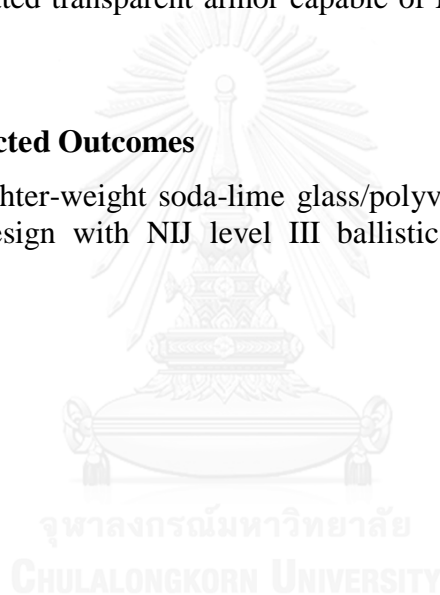 ated transparent armor capable of
cted Outcomes
hter-weight soda-lime glass/polyv
esign with NIJ level III ballistic
จุฬาลงกรณ์มหาวิทยาลัย
CHULALONGKORN UNIVERSITY